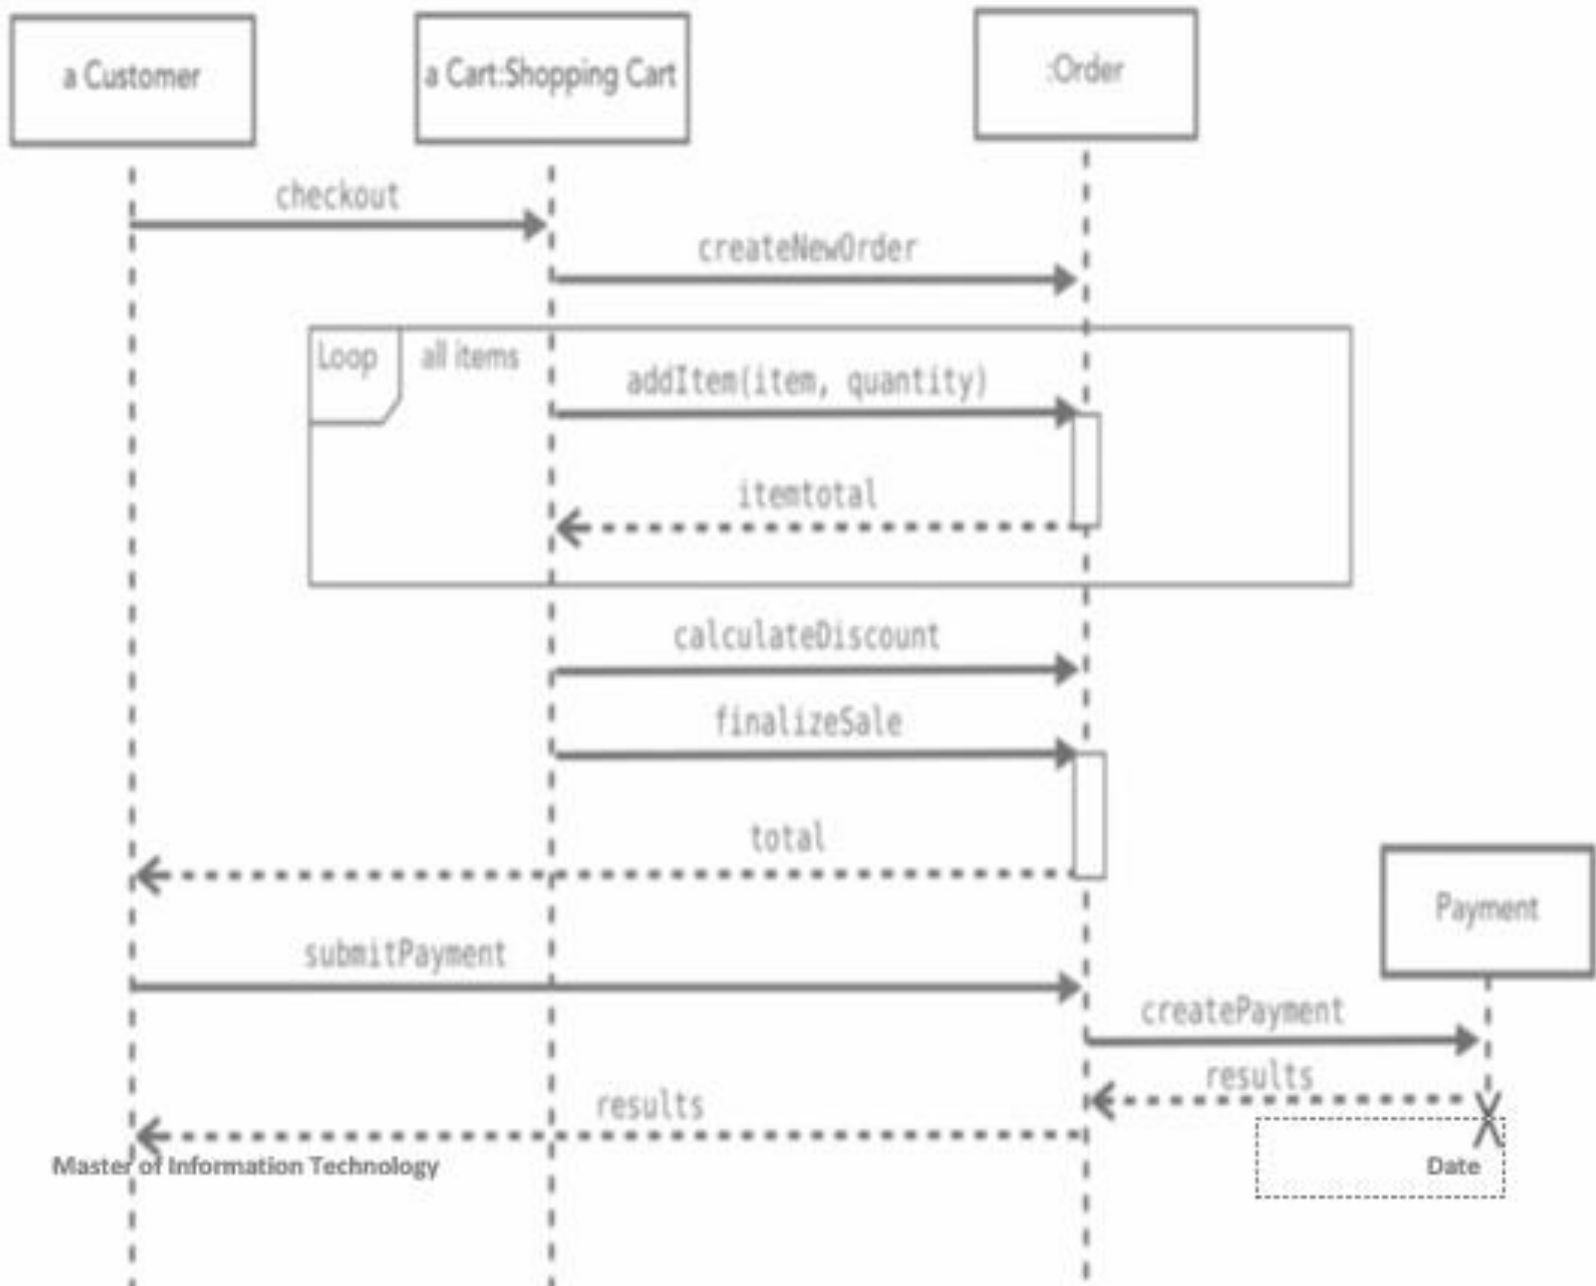 a Customer
a Cart:Shopping Cart
:Order
checkout
createNewOrder
Loop
all items
addItem(item, quantity)
itemtotal
calculateDiscount
finalizeSale
total
Payment
submitPayment
createPayment
results
results
Master of Information Technology
Date